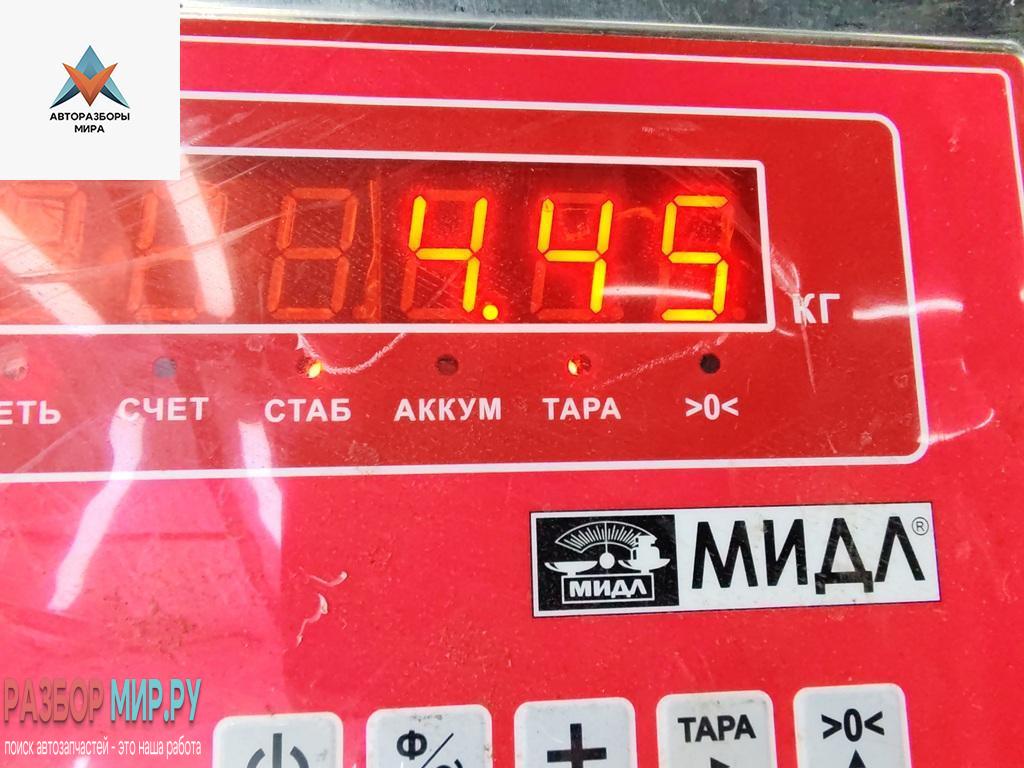 АВТОРАЗБОРЫ
МИРА
4.45
КГ
ЕТЬ СЧЕТ СТАБ АККУМ ТАРА >0<
МИДЛ МИДЛ®
РАЗБОР МИР.РУ
поиск автозапчастей - это наша работа
Ф/ + ТАРА >0<